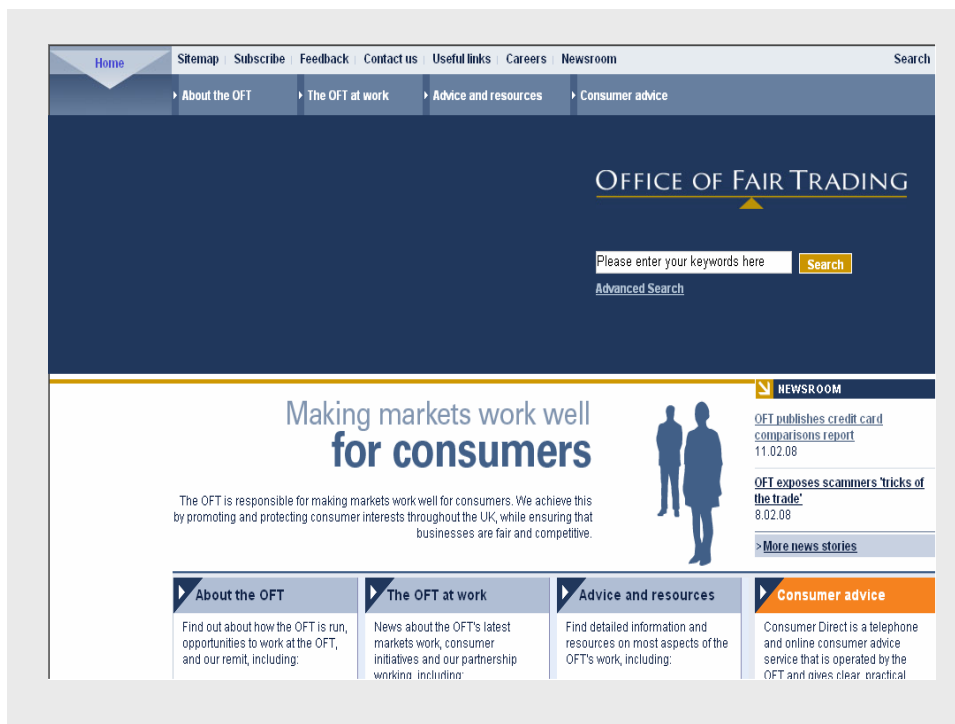 Home
Sitemap Subscribe Feedback Contact us Useful links Careers Newsroom Search
About the OFT The OFT at work Advice and resources Consumer advice
OFFICE OF FAIR TRADING
Please enter your keywords here Search
Advanced Search
Making markets work well
for consumers
The OFT is responsible for making markets work well for consumers. We achieve this
by promoting and protecting consumer interests throughout the UK, while ensuring that
businesses are fair and competitive.
NEWSROOM
OFT publishes credit card
comparisons report
11.02.08
OFT exposes scammers 'tricks of
the trade'
8.02.08
>More news stories
About the OFT
Find out about how the OFT is run,
opportunities to work at the OFT,
and our remit, including:
The OFT at work
News about the OFT's latest
markets work, consumer
initiatives and our partnership
working, including:
Advice and resources
Find detailed information and
resources on most aspects of the
OFT's work, including:
Consumer advice
Consumer Direct is a telephone
and online consumer advice
service that is operated by the
OFT and gives clear, practical